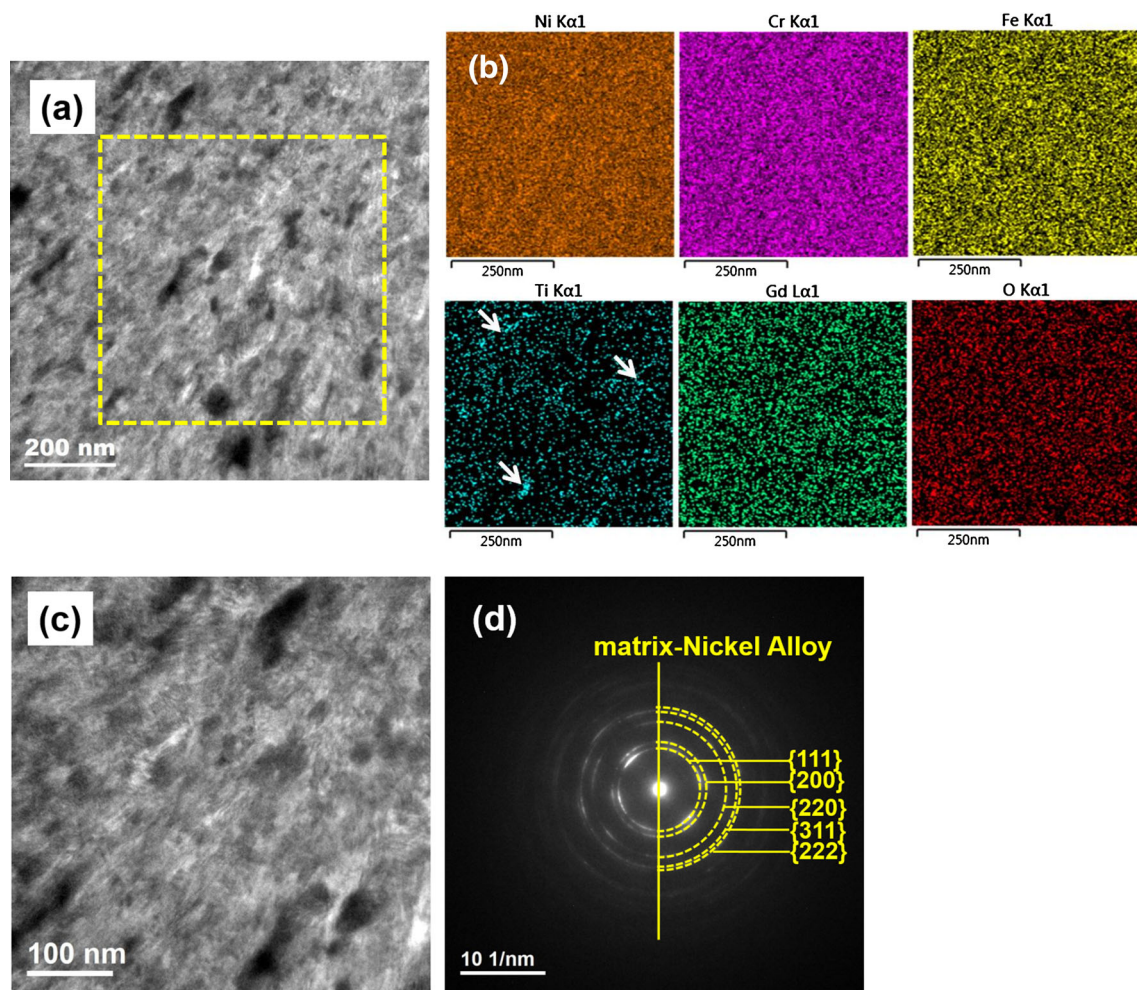 (a)
200 nm
(b)
Ni Kα1
Cr Kα1
Fe Kα1
250nm
250nm
250nm
Ti Kα1
Gd Lα1
O Kα1
250nm
250nm
250nm
(c)
100 nm
(d)
matrix-Nickel Alloy
{111}
{200}
{220}
{311}
{222}
10 1/nm